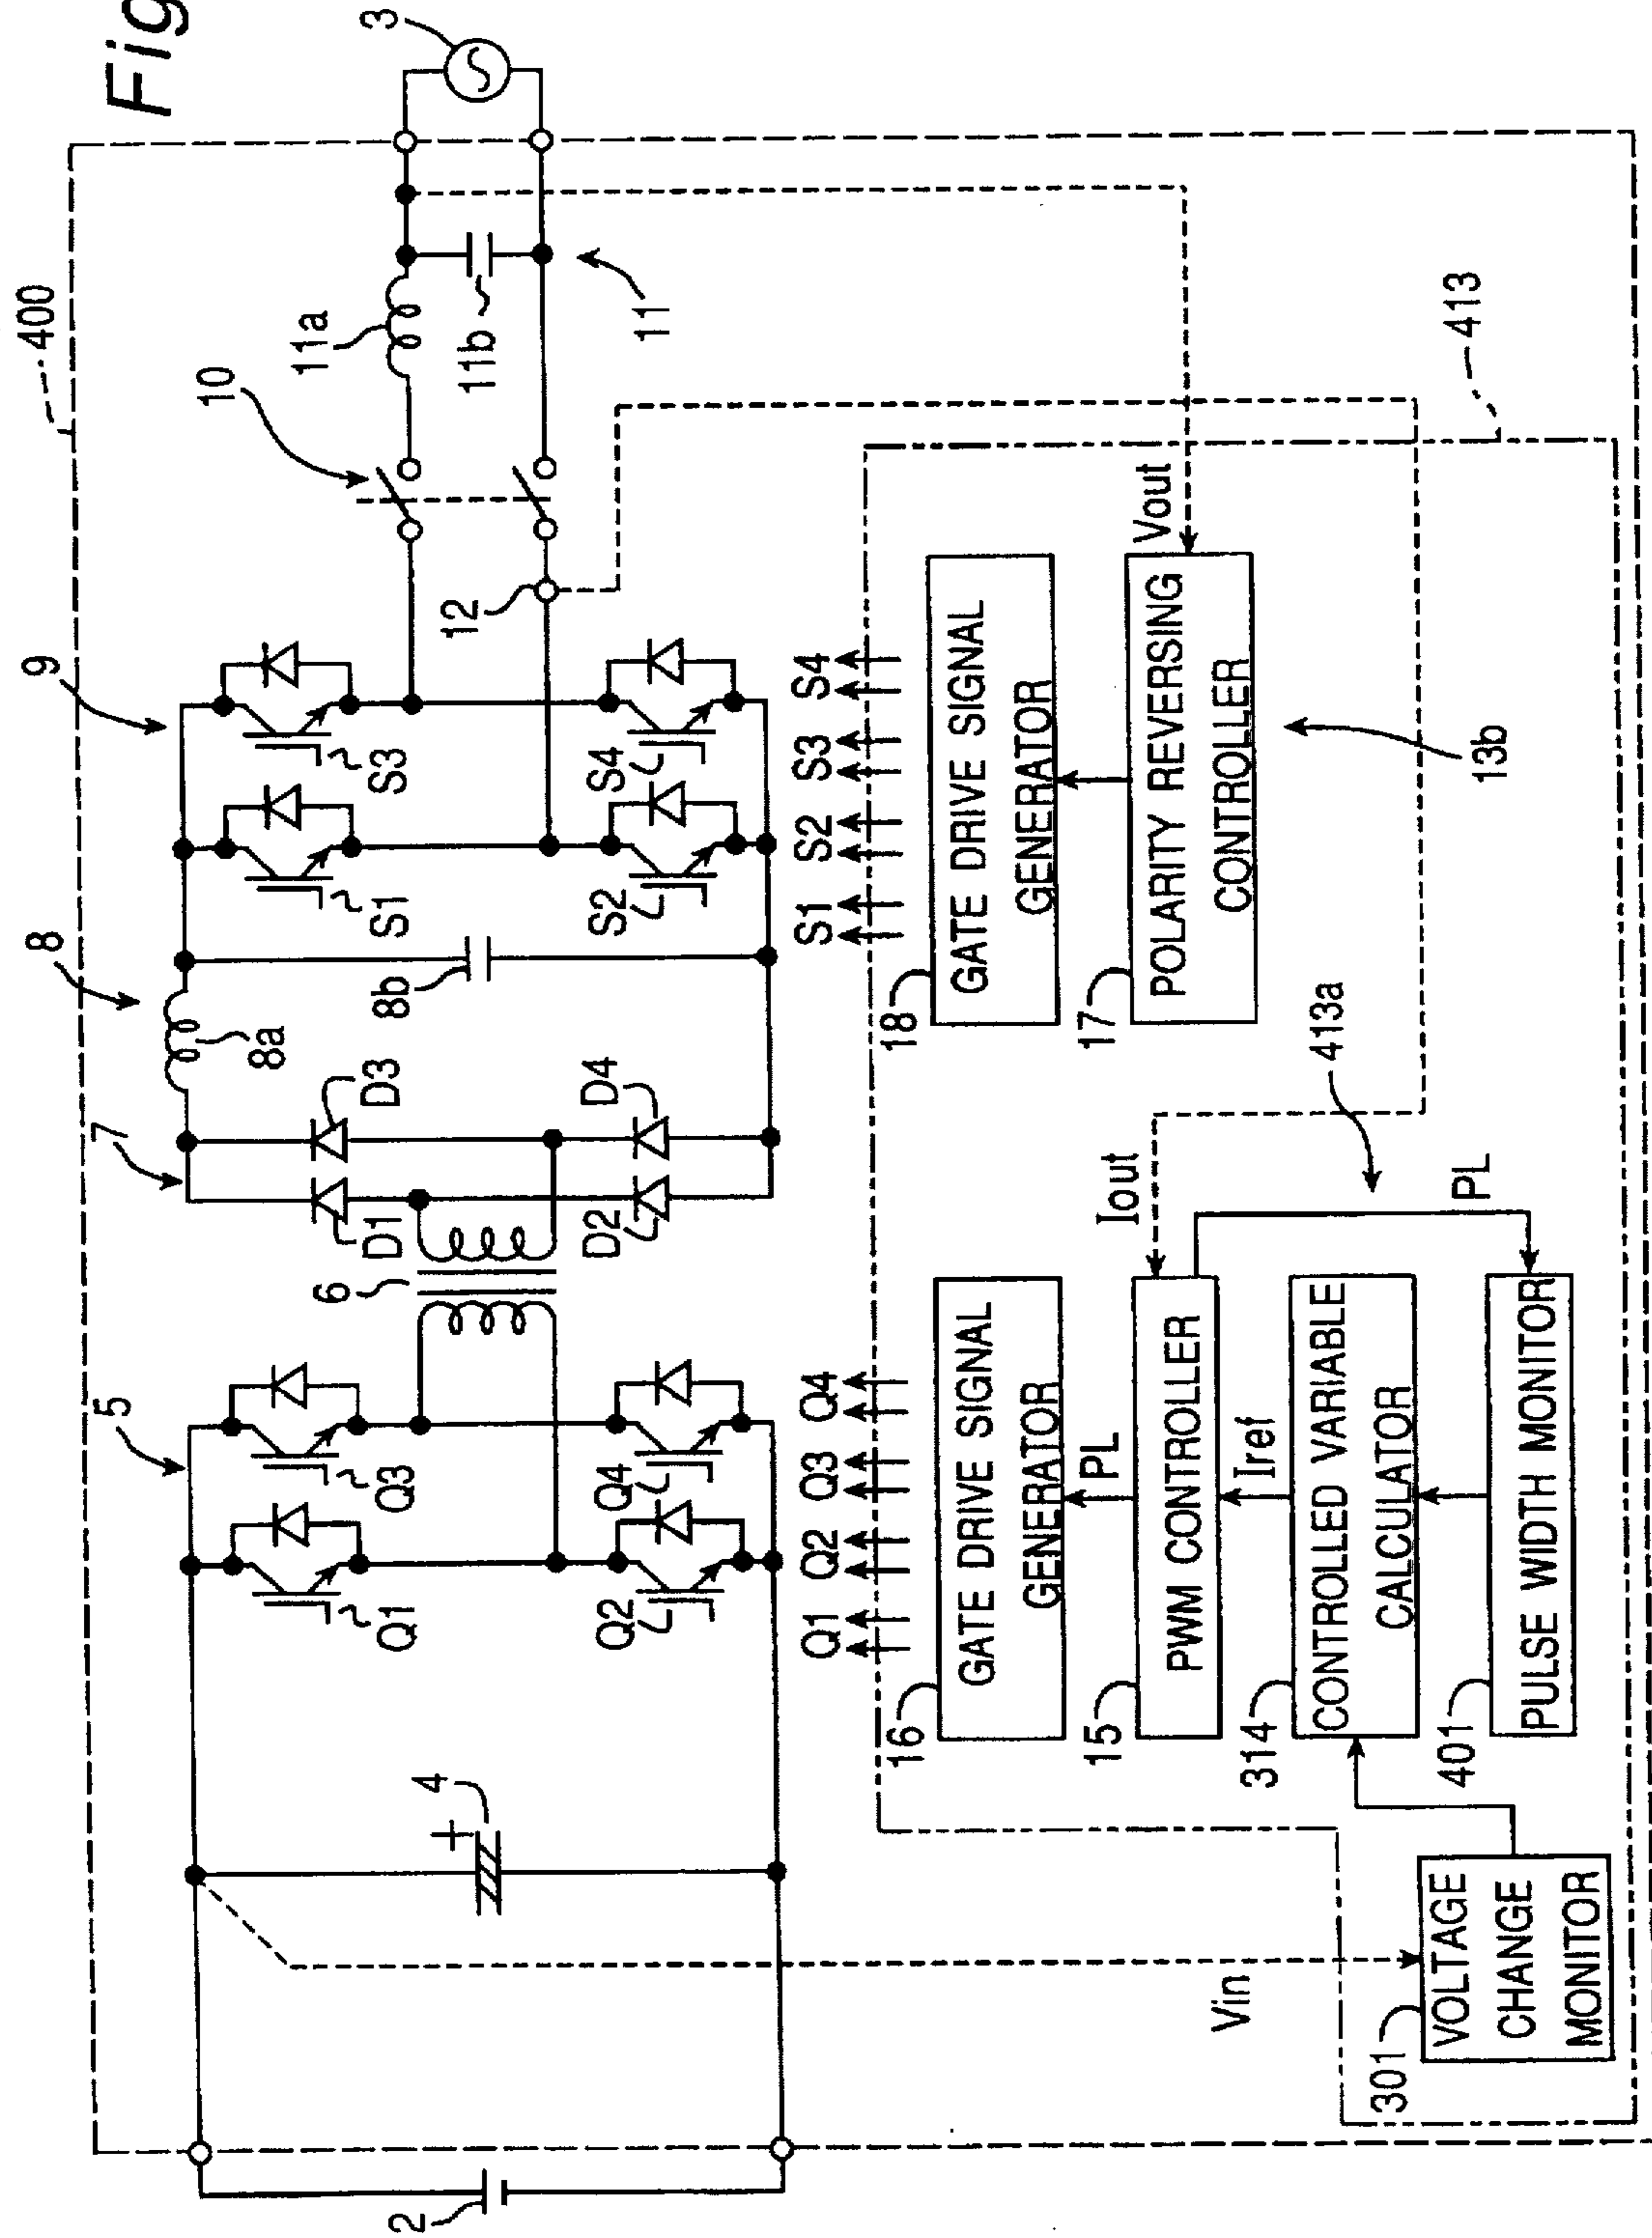 Fig
400
3
5
7
8
9
10
11a
11b
11
6
D1
D3
8a
Q1
Q3
S1
S3
8b
12
2
4
Q2
Q4
D2
D4
S2
S4
Q1 Q2 Q3 Q4
S1 S2 S3 S4
413
16
GATE DRIVE SIGNAL
GENERATOR
18
GATE DRIVE SIGNAL
GENERATOR
PL
Iout
Vout
15
PWM CONTROLLER
17
POLARITY REVERSING
CONTROLLER
Vin
Iref
413a
13b
314
CONTROLLED VARIABLE
CALCULATOR
PL
301
VOLTAGE
CHANGE
MONITOR
401
PULSE WIDTH MONITOR